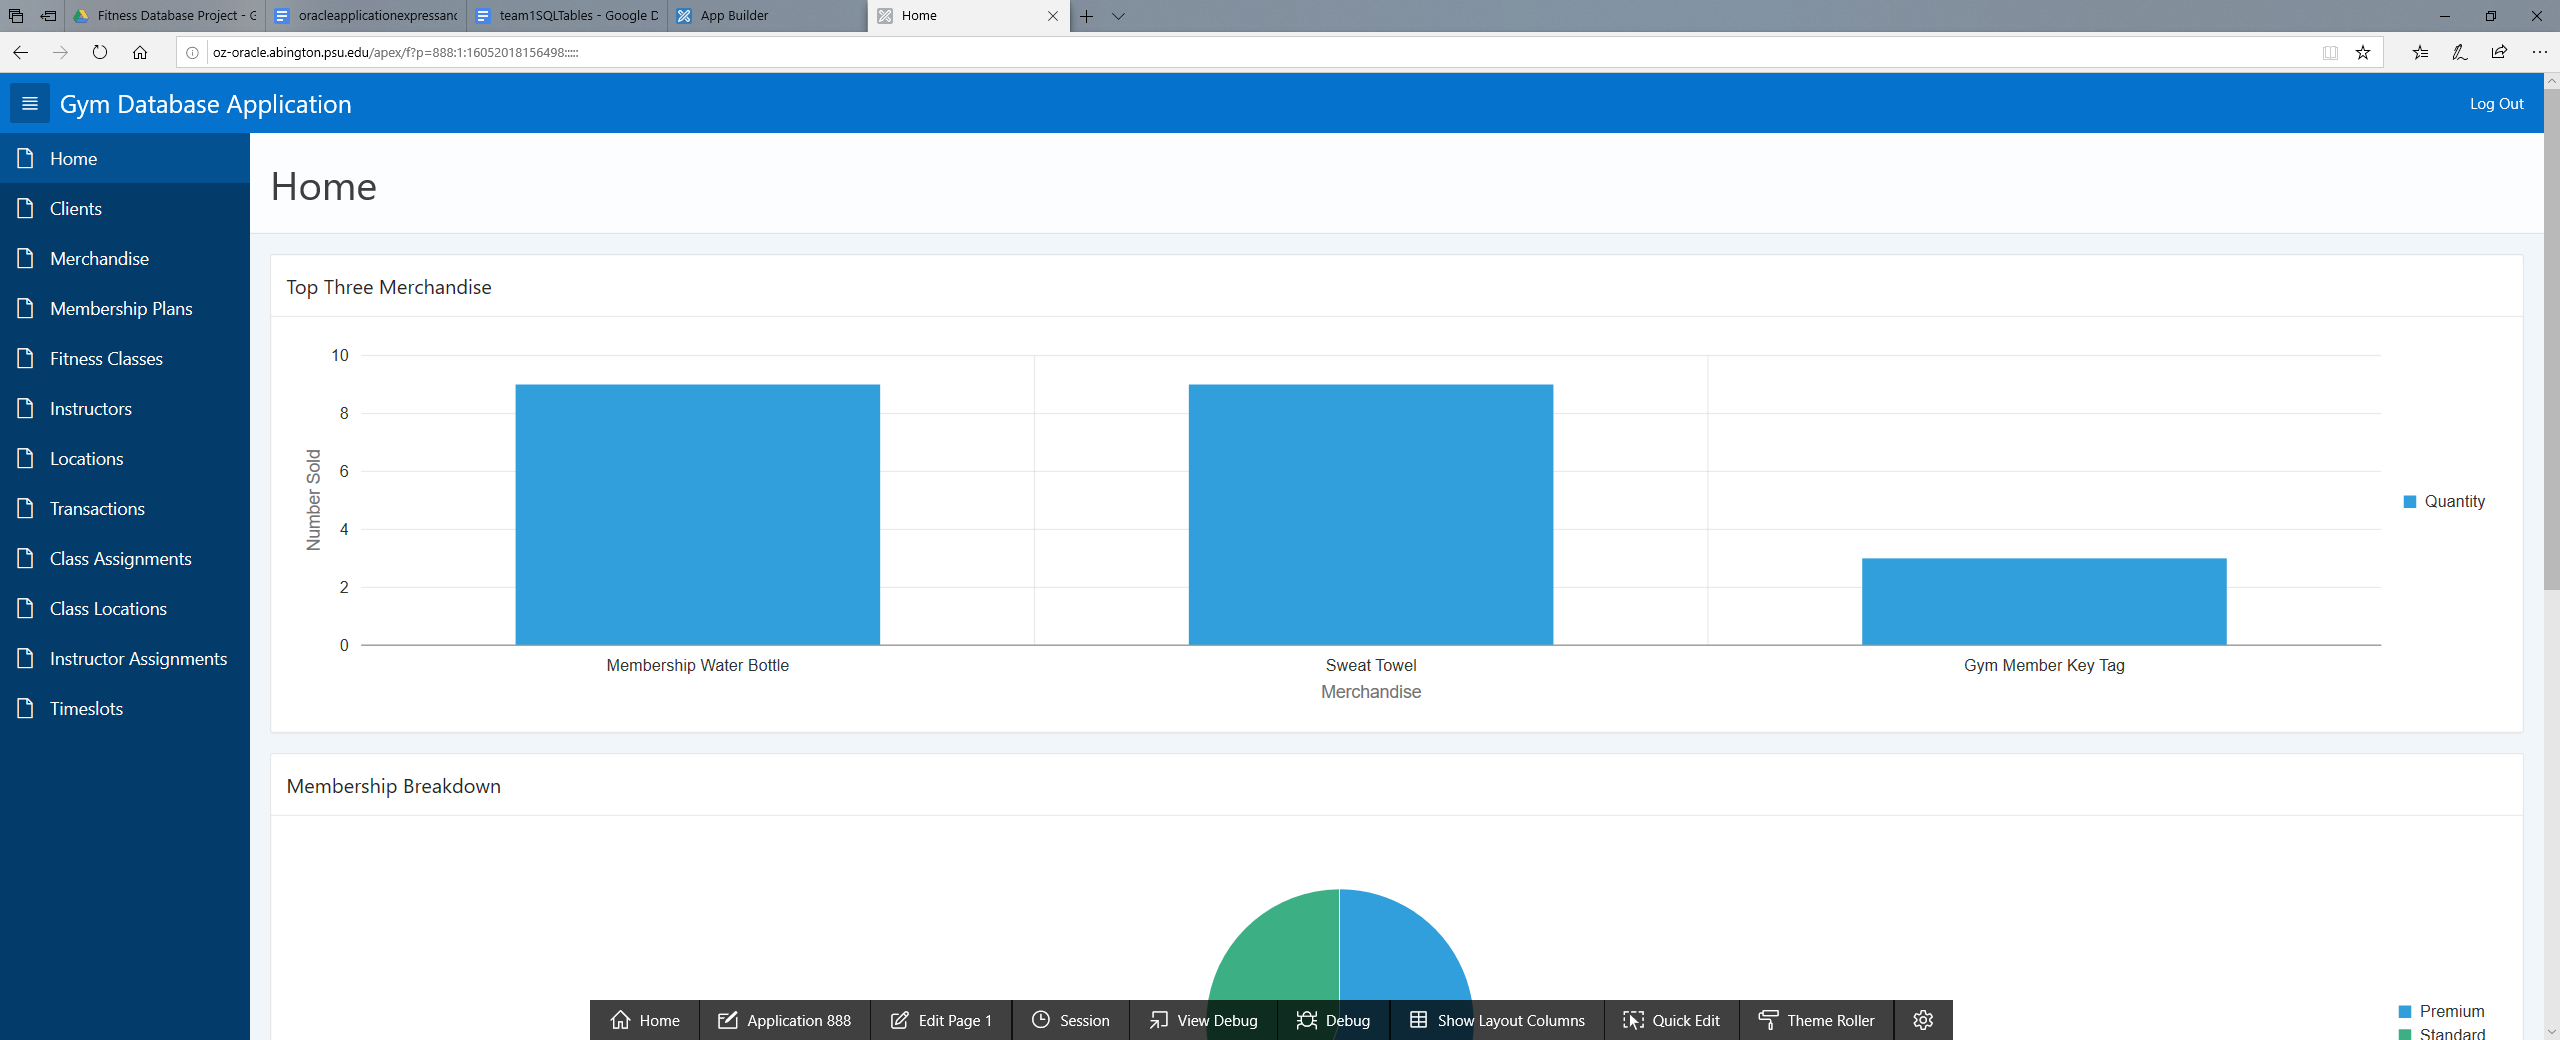 Fitness Database Project - G
oracleapplicationexpressanc
team1SQLTables - Google D
App Builder
Home
oz-oracle.abington.psu.edu/apex/f?p=888:1:16052018156498:::::
Gym Database Application
Log Out
Home
Clients
Merchandise
Membership Plans
Fitness Classes
Instructors
Locations
Transactions
Class Assignments
Class Locations
Instructor Assignments
Timeslots
Home
Top Three Merchandise
10
8
6
4
2
0
Number Sold
Membership Water Bottle
Sweat Towel
Gym Member Key Tag
Merchandise
Quantity
Membership Breakdown
Premium
Standard
Home
Application 888
Edit Page 1
Session
View Debug
Debug
Show Layout Columns
Quick Edit
Theme Roller